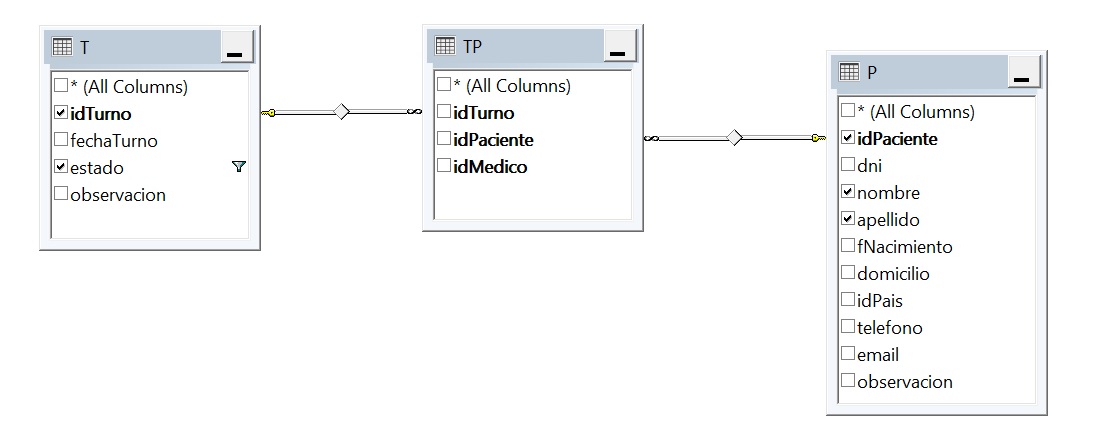 T
* (All Columns)
idTurno
fechaTurno
estado
observacion
TP
* (All Columns)
idTurno
idPaciente
idMedico
P
* (All Columns)
idPaciente
dni
nombre
apellido
fNacimiento
domicilio
idPais
telefono
email
observacion